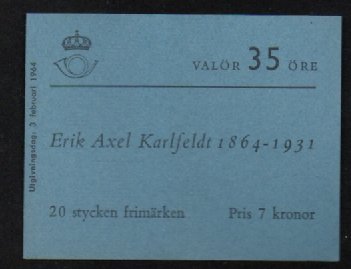 VALÖR 35 ÖRE
Erik Axel Karlfeldt 1864-1931
20 stycken frimärken Pris 7 kronor
Utgivningsdag: 3 februari 1964